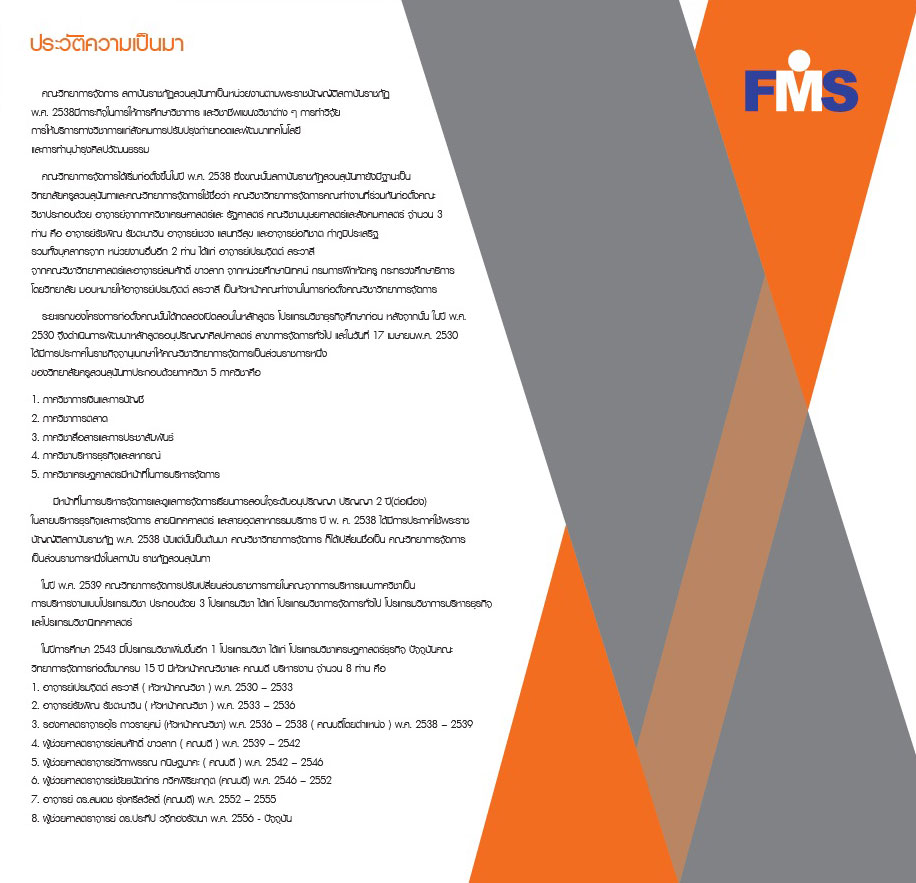 ประวัติความเป็นมา
FMS
คณะวิทยาการจัดการ สถาบันราชภัฏสวนสุนันทาเป็นหน่วยงานตามพระราชบัญญัติสถาบันราชภัฏ
พ.ศ. 2538มีภาระกิจในการให้การศึกษาวิชาการ และวิชาชีพแขนงวิชาต่าง ๆ การทำวิจัย
การให้บริการทางวิชาการแก่สังคมการปรับปรุงถ่ายทอดและพัฒนาเทคโนโลยี
และการทำนุบำรุงศิลปวัฒนธรรม
คณะวิทยาการจัดการได้เริ่มก่อตั้งขึ้นในปี พ.ศ. 2538 ซึ่งขณะนั้นสถาบันราชภัฏสวนสุนันทายังมีฐานะเป็น
วิทยาลัยครูสวนสุนันทาและคณะวิทยาการจัดการใช้ชื่อว่า คณะวิชาวิทยาการจัดการคณะทำงานที่ร่วมกันก่อตั้งคณะ
วิชาประกอบด้วย อาจารย์จากภาควิชาเศรษศาสตร์และ รัฐศาสตร์ คณะวิชามนุษยศาสตร์และสังคมศาสตร์ จำนวน 3
ท่าน คือ อาจารย์รัชพิณ รัชตะนาวิน อาจารย์เชวง แสนทวีสุข และอาจารย์อภิชาต กำภูมิประเสริฐ
รวมทั้งบุคลากรจาก หน่วยงานอื่นอีก 2 ท่าน ได้แก่ อาจารย์เปรมจิตต์ สระวาสี
จากคณะวิชาวิทยาศาสตร์และอาจารย์สมศักดิ์ ขาวลาภ จากหน่วยศึกษานิเทศน์ กรมการฝึกหัดครู กระทรวงศึกษาธิการ
โดยวิทยาลัย มอบหมายให้อาจารย์เปรมจิตต์ สระวาสี เป็นหัวหน้าคณะทำงานในการก่อตั้งคณะวิชาวิทยาการจัดการ
ระยะแรกของโครงการก่อตั้งคณะนั้นได้ทดลองเปิดสอนในหลักสูตร โปรแกรมวิชาธุรกิจศึกษาก่อน หลังจากนั้น ในปี พ.ศ.
2530 จึงดำเนินการพัฒนาหลักสูตรอนุปริญญาศิลปศาสตร์ สาขาการจัดการทั่วไป และในวันที่ 17 เมษายนพ.ศ. 2530
ได้มีการประกาศในราชกิจจานุเบกษาให้คณะวิชาวิทยาการจัดการเป็นส่วนราชการหนึ่ง
ของวิทยาลัยครูสวนสุนันทาประกอบด้วยภาควิชา 5 ภาควิชาคือ
1. ภาควิชาการเงินและการบัญชี
2. ภาควิชาการตลาด
3. ภาควิชาสื่อสารและการประชาสัมพันธ์
4. ภาควิชาบริหารธุรกิจและสหกรณ์
5. ภาควิชาเศรษฐศาสตรมีหน้าที่ในการบริหารจัดการ
มีหน้าที่ในการบริหารจัดการและดูแลการจัดการเรียนการสอนใจระดับอนุปริญญา ปริญญา 2 ปี(ต่อเนื่อง)
ในสายบริหารธุรกิจและการจัดการ สายนิเทศศาสตร์ และสายอุตสาหกรรมบริการ ปี พ. ศ. 2538 ได้มีการประกาศใช้พระราช
บัญญัติสถาบันราชภัฏ พ.ศ. 2538 นับแต่นั้นเป็นต้นมา คณะวิชาวิทยาการจัดการ ก็ได้เปลี่ยนชื่อเป็น คณะวิทยาการจัดการ
เป็นส่วนราชการหนึ่งในสถาบัน ราชภัฏสวนสุนันทา
ในปี พ.ศ. 2539 คณะวิทยาการจัดการปรับเปลี่ยนส่วนราชการภายในคณะจากการบริหารแบบภาควิชาเป็น
การบริหารงานแบบโปรแกรมวิชา ประกอบด้วย 3 โปรแกรมวิชา ได้แก่ โปรแกรมวิชาการจัดการทั่วไป โปรแกรมวิชาการบริหารธุรกิจ
และโปรแกรมวิชานิเทศศาสตร์
ในปีการศึกษา 2543 มีโปรแกรมวิชาเพิ่มขึ้นอีก 1 โปรแกรมวิชา ได้แก่ โปรแกรมวิชาเศรษฐศาสตร์ธุรกิจ ปัจจุบันคณะ
วิทยาการจัดการก่อตั้งมาครบ 15 ปี มีหัวหน้าคณะวิชาและ คณบดี บริหารงาน จำนวน 8 ท่าน คือ
1. อาจารย์เปรมจิตต์ สระวาสี ( หัวหน้าคณะวิชา ) พ.ศ. 2530 – 2533
2. อาจารย์รัชพิณ รัชตะนาวิน ( หัวหน้าคณะวิชา ) พ.ศ. 2533 – 2536
3. รองศาสตราจารอุไร ถาวรายุศม์ (หัวหน้าคณะวิชา) พ.ศ. 2536 – 2538 ( คณบดีโดยตำแหน่ง ) พ.ศ. 2538 – 2539
4. ผู้ช่วยศาสตราจารย์สมศักดิ์ ขาวลาภ ( คณบดี ) พ.ศ. 2539 – 2542
5. ผู้ช่วยศาสตราจารย์วิภาพรรณ กนิษฐนาคะ ( คณบดี ) พ.ศ. 2542 – 2546
6. ผู้ช่วยศาสตราจารย์ชัยธนัตถ์กร ภวิศพิริยะกฤต (คณบดี) พ.ศ. 2546 – 2552
7. อาจารย์ ดร.สมเดช รุ่งศรีสวัสดิ์ (คณบดี) พ.ศ. 2552 – 2555
8. ผู้ช่วยศาสตราจารย์ ดร.ประทีป วจีทองรัตนา พ.ศ. 2556 - ปัจจุบัน